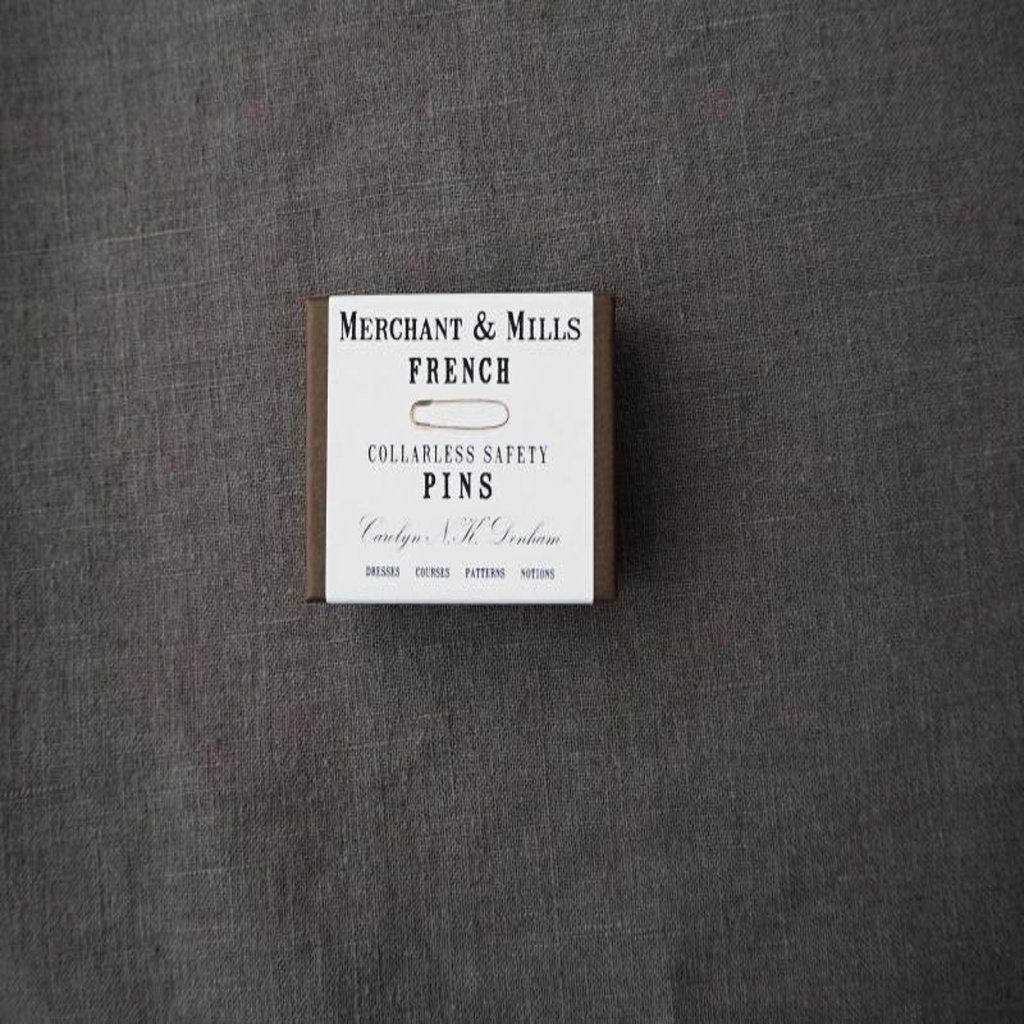 MERCHANT & MILLS
FRENCH
COLLARLESS SAFETY
PINS
Carolyn N.K. Denham
DRESSES COURSES PATTERNS NOTIONS